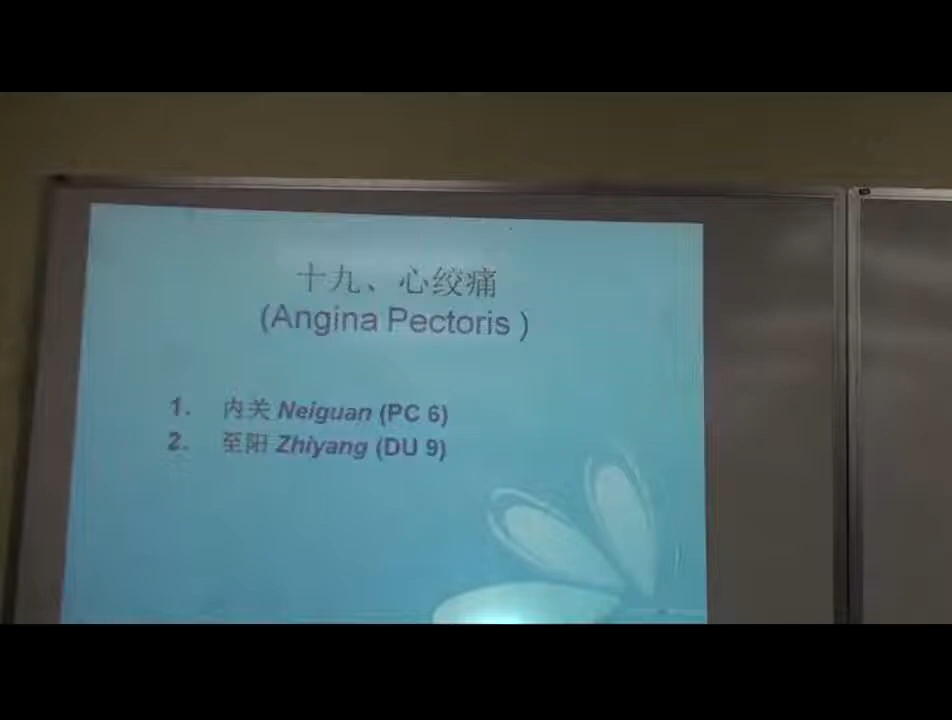 十九、心绞痛
(Angina Pectoris )
1. 内关 Neiguan (PC 6)
2. 至阳 Zhiyang (DU 9)